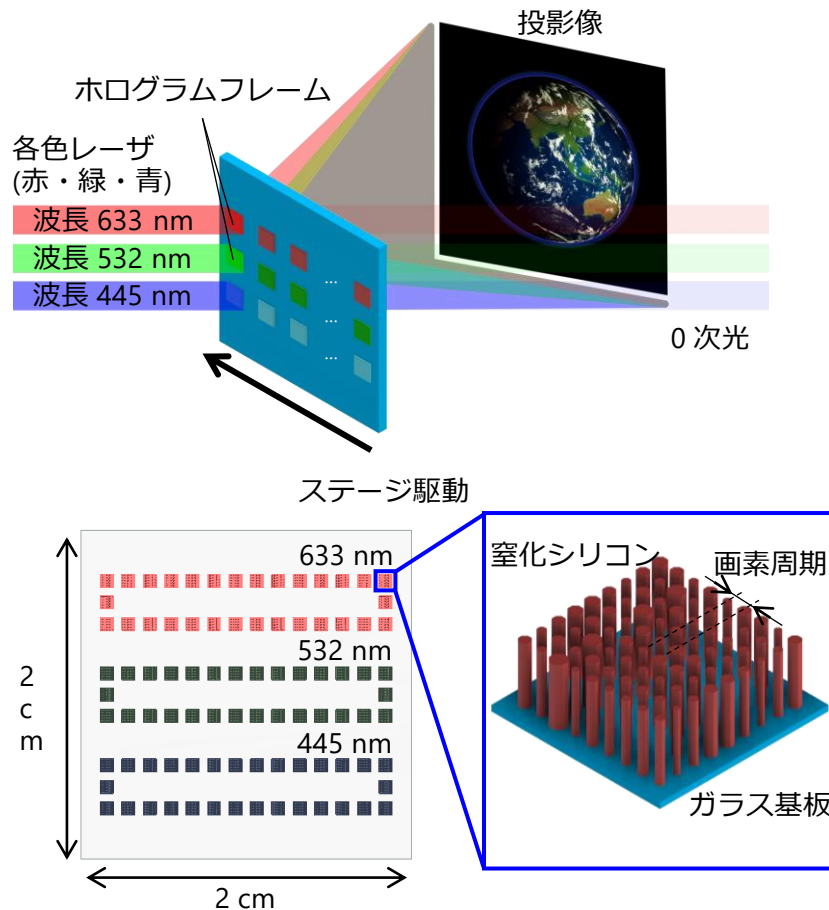 投影像
ホログラムフレーム
各色レーザ
(赤・緑・青)
波長 633 nm
波長 532 nm
波長 445 nm
...
...
...
0 次光
ステージ駆動
633 nm
532 nm
445 nm
2
c
m
2 cm
窒化シリコン
画素周期
ガラス基板